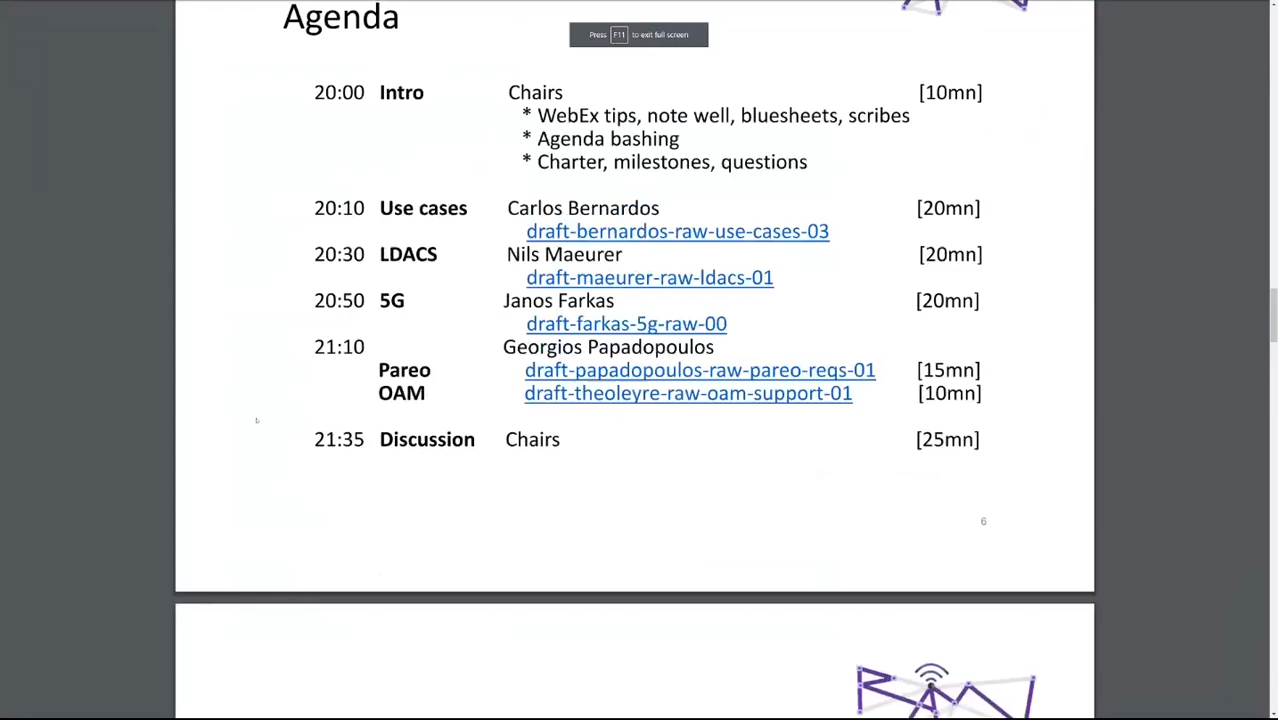 Agenda
Press F11 to exit full screen
20:00 Intro Chairs [10mn]
* WebEx tips, note well, bluesheets, scribes
* Agenda bashing
* Charter, milestones, questions
20:10 Use cases Carlos Bernardos [20mn]
draft-bernardos-raw-use-cases-03
20:30 LDACS Nils Maeurer [20mn]
draft-maeurer-raw-ldacs-01
20:50 5G Janos Farkas [20mn]
draft-farkas-5g-raw-00
21:10 Georgios Papadopoulos
Pareo draft-papadopoulos-raw-pareo-reqs-01 [15mn]
OAM draft-theoleyre-raw-oam-support-01 [10mn]
21:35 Discussion Chairs [25mn]
6
RAW